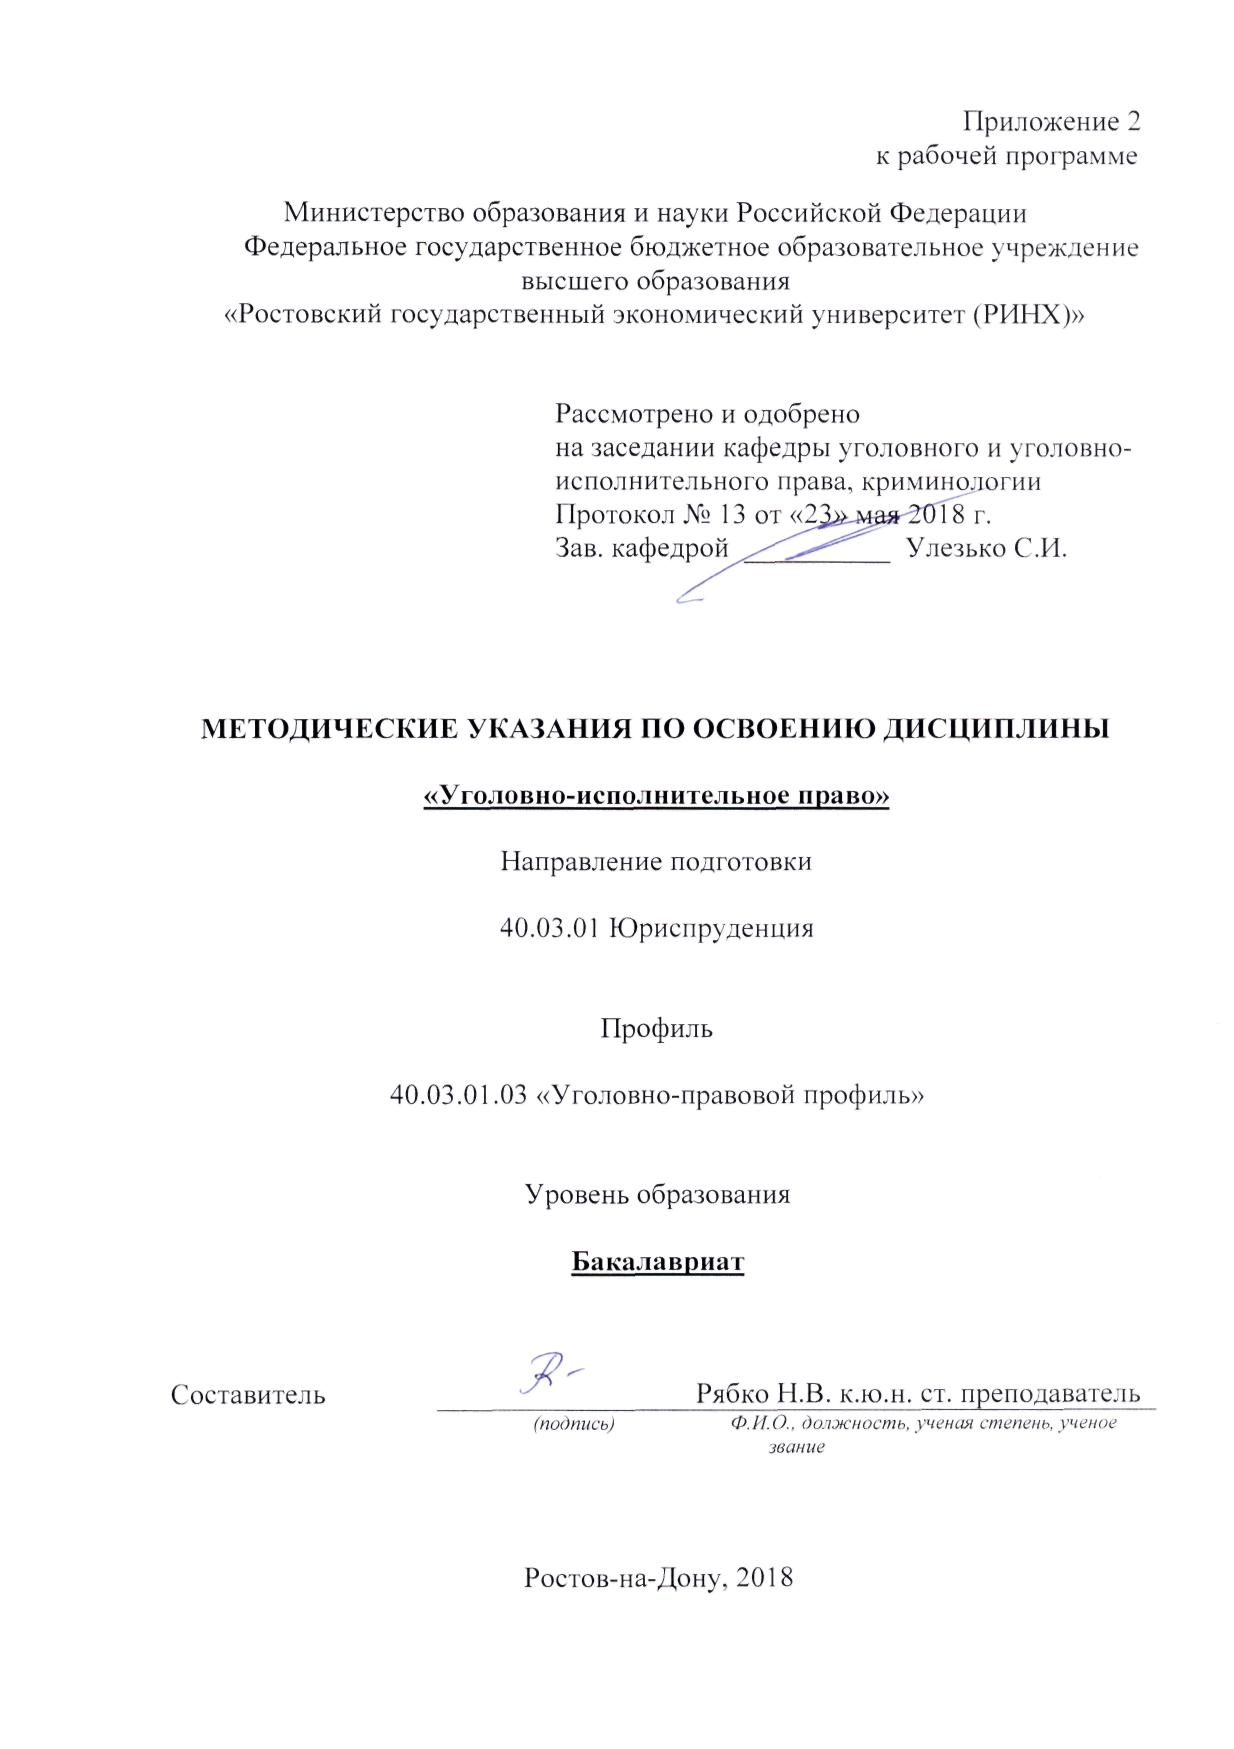 Приложение 2
к рабочей программе
Министерство образования и науки Российской Федерации
Федеральное государственное бюджетное образовательное учреждение
высшего образования
«Ростовский государственный экономический университет (РИНХ)»
Рассмотрено и одобрено
на заседании кафедры уголовного и уголовно-
исполнительного права, криминологии
Протокол № 13 от «23» мая 2018 г.
Зав. кафедрой __________ Улезько С.И.
МЕТОДИЧЕСКИЕ УКАЗАНИЯ ПО ОСВОЕНИЮ ДИСЦИПЛИНЫ
«Уголовно-исполнительное право»
Направление подготовки
40.03.01 Юриспруденция
Профиль
40.03.01.03 «Уголовно-правовой профиль»
Уровень образования
Бакалавриат
Составитель Рябко Н.В. к.ю.н. ст. преподаватель
(подпись) Ф.И.О., должность, ученая степень, ученое
звание
Ростов-на-Дону, 2018